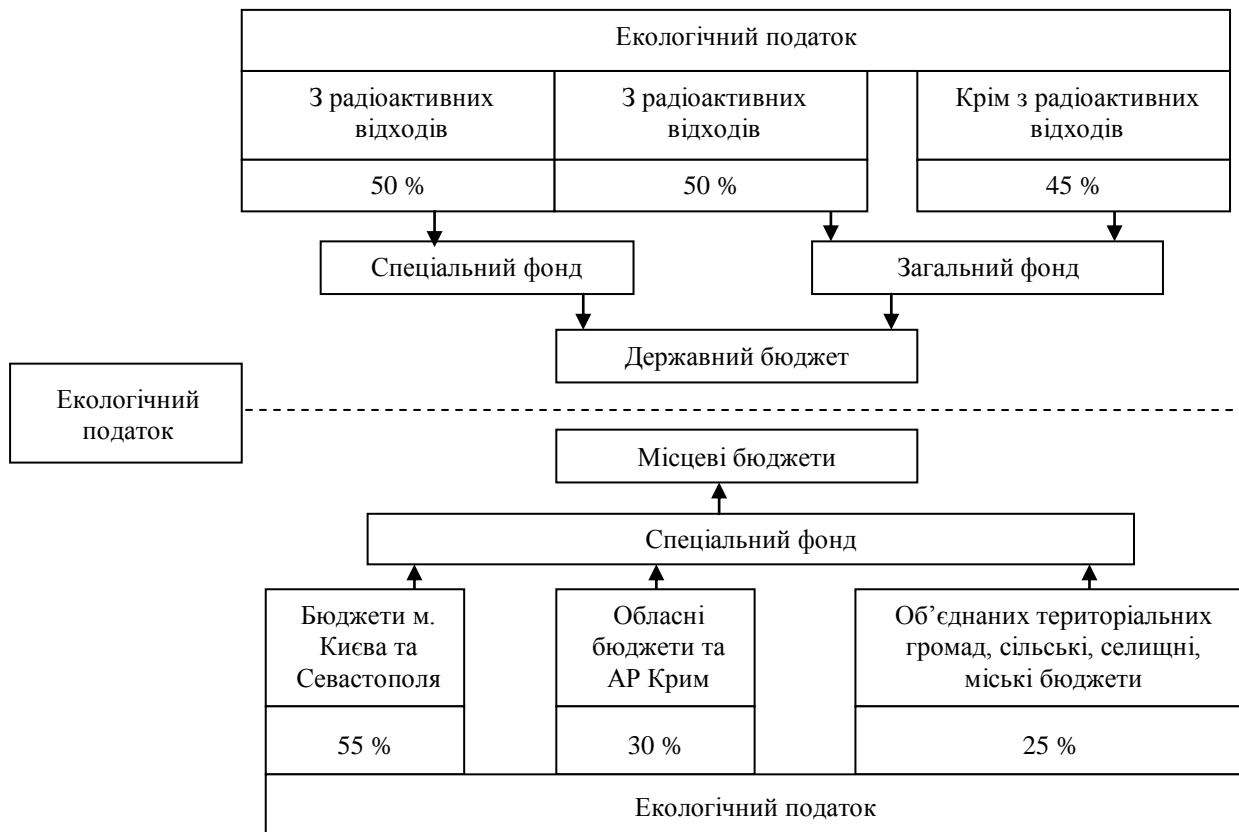 Екологічний податок
З радіоактивних
відходів
З радіоактивних
відходів
Крім з радіоактивних
відходів
50 %
50 %
45 %
Спеціальний фонд
Загальний фонд
Державний бюджет
Екологічний
податок
Місцеві бюджети
Спеціальний фонд
Бюджети м.
Києва та
Севастополя
Обласні
бюджети та
АР Крим
Об’єднаних територіальних
громад, сільські, селищні,
міські бюджети
55 %
30 %
25 %
Екологічний податок